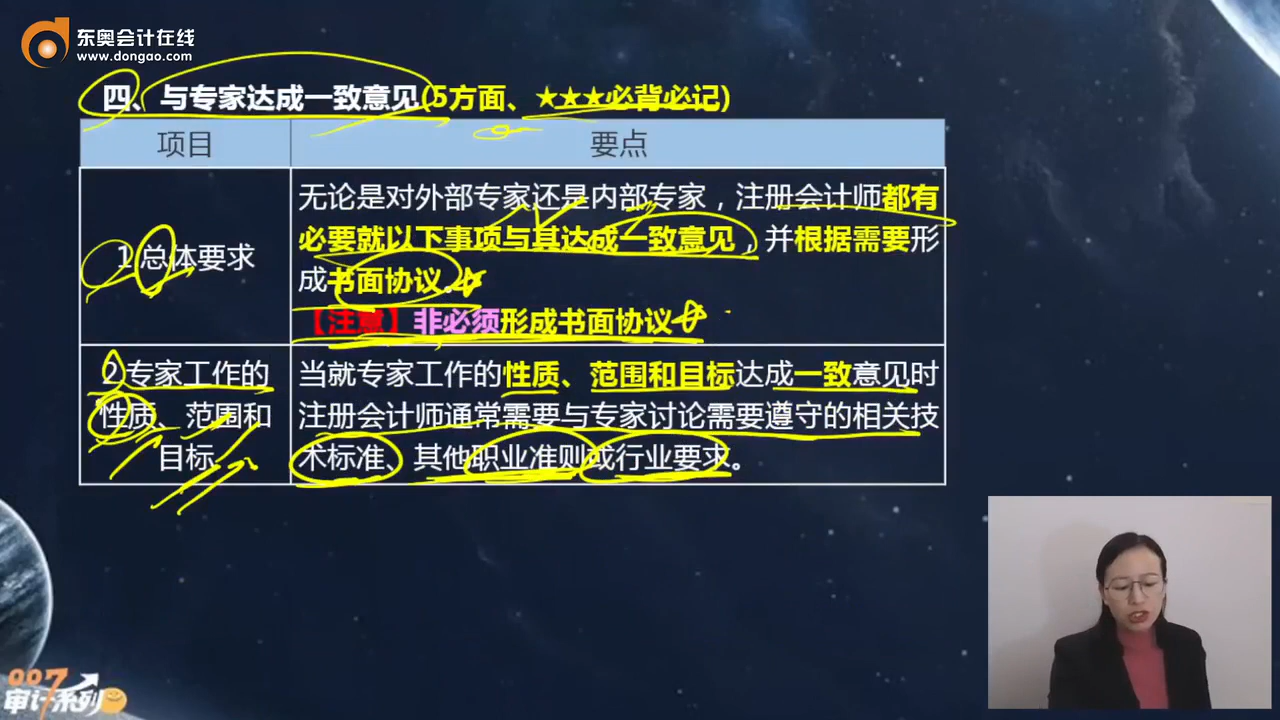 东奥会计在线
www.dongao.com
四、与专家达成一致意见(5方面、★★★必背必记)
项目
要点
1.总体要求
无论是对外部专家还是内部专家，注册会计师都有
必要就以下事项与其达成一致意见，并根据需要形
成书面协议。
【注意】非必须形成书面协议
2.专家工作的
性质、范围和
目标
当就专家工作的性质、范围和目标达成一致意见时
注册会计师通常需要与专家讨论需要遵守的相关技
术标准、其他职业准则或行业要求。
007
审计系列